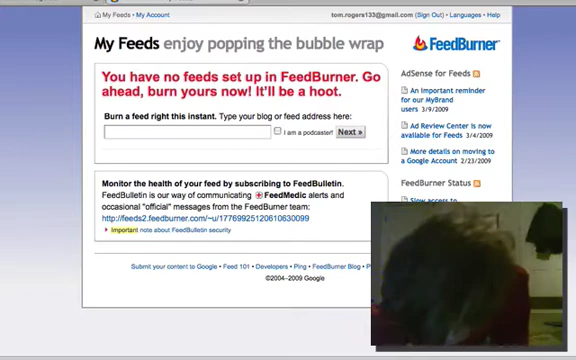 My Feeds • My Account
tom.rogers133@gmail.com (Sign Out) • Languages • Help
My Feeds enjoy popping the bubble wrap
FeedBurner
You have no feeds set up in FeedBurner. Go
ahead, burn yours now! It'll be a hoot.
Burn a feed right this instant. Type your blog or feed address here:
I am a podcaster! Next »
Monitor the health of your feed by subscribing to FeedBulletin.
FeedBulletin is our way of communicating FeedMedic alerts and
occasional "official" messages from the FeedBurner team:
http://feeds2.feedburner.com/~u/17769925120610630099
Important note about FeedBulletin security
AdSense for Feeds
An important reminder
for our MyBrand
users 3/9/2009
Ad Review Center is now
available for Feeds 3/4/2009
More details on moving to
a Google Account 2/23/2009
FeedBurner Status
Slow access to
Submit your content to Google • Feed 101 • Developers • Ping • FeedBurner Blog •
©2004–2009 Google